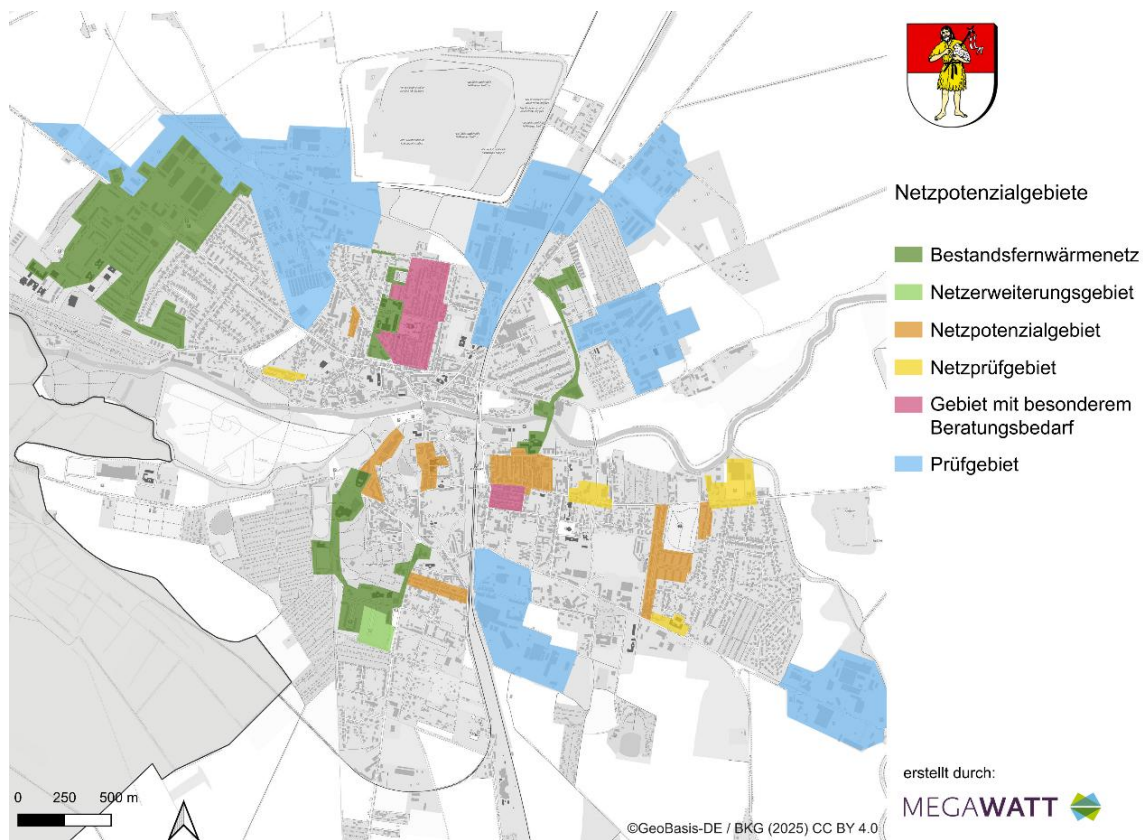 Netzpotenzialgebiete
Bestandsfernwärmenetz
Netzerweiterungsgebiet
Netzpotenzialgebiet
Netzprüfgebiet
Gebiet mit besonderem
Beratungsbedarf
Prüfgebiet
erstellt durch:
MEGAWATT
0 250 500 m
©GeoBasis-DE / BKG (2025) CC BY 4.0